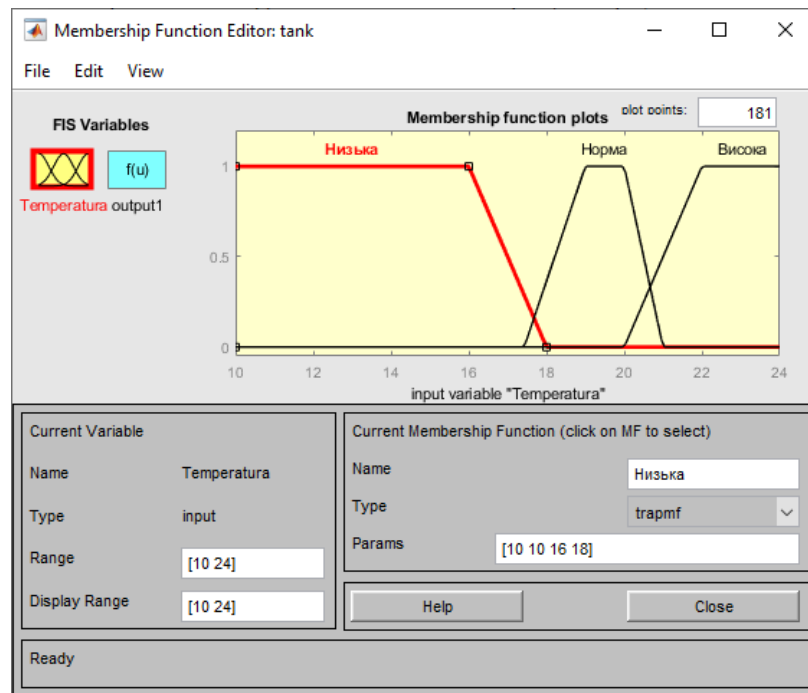 Membership Function Editor: tank
File Edit View
FIS Variables
f(u)
Temperatura output1
Membership function plots
plot points:
181
Низька
Норма
Висока
1
0.5
0
10 12 14 16 18 20 22 24
input variable "Temperatura"
Current Variable
Name Temperatura
Type input
Range [10 24]
Display Range [10 24]
Current Membership Function (click on MF to select)
Name Низька
Type trapmf
Params [10 10 16 18]
Help Close
Ready